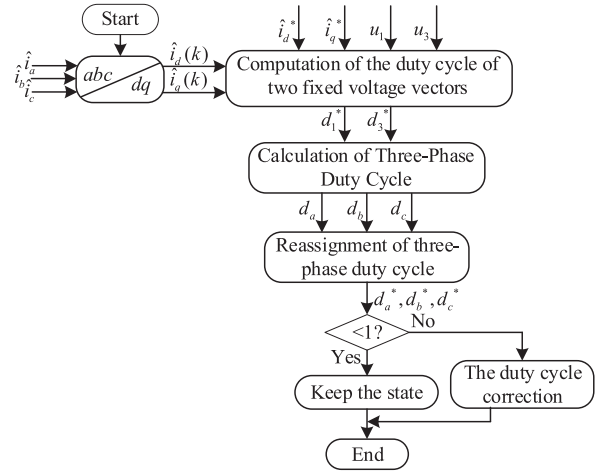 Start
î_d^* î_q^* u_1 u_3
î_a
î_b
î_c
abc
dq
î_d(k)
î_q(k)
Computation of the duty cycle of
two fixed voltage vectors
d_1^* d_3^*
Calculation of Three-Phase
Duty Cycle
d_a d_b d_c
Reassignment of three-
phase duty cycle
d_a^*, d_b^*, d_c^*
<1?
No
Yes
Keep the state
The duty cycle
correction
End